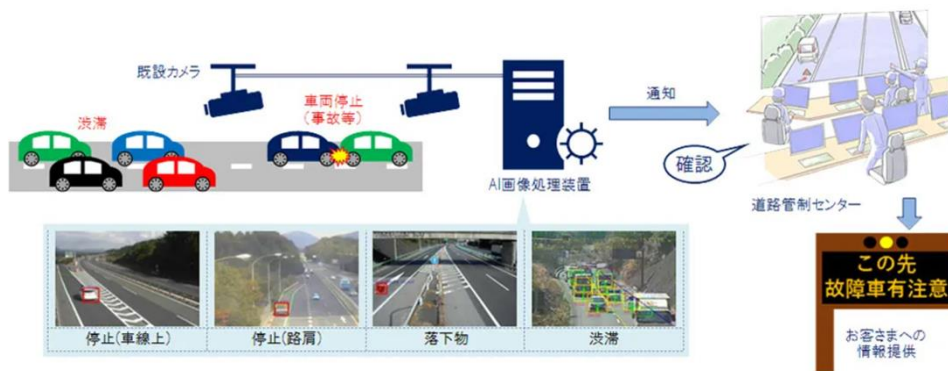 既設カメラ
渋滞
車両停止
(事故等)
AI画像処理装置
通知
確認
道路管制センター
停止(車線上)
停止(路肩)
落下物
渋滞
この先
故障車有注意
お客さまへの
情報提供